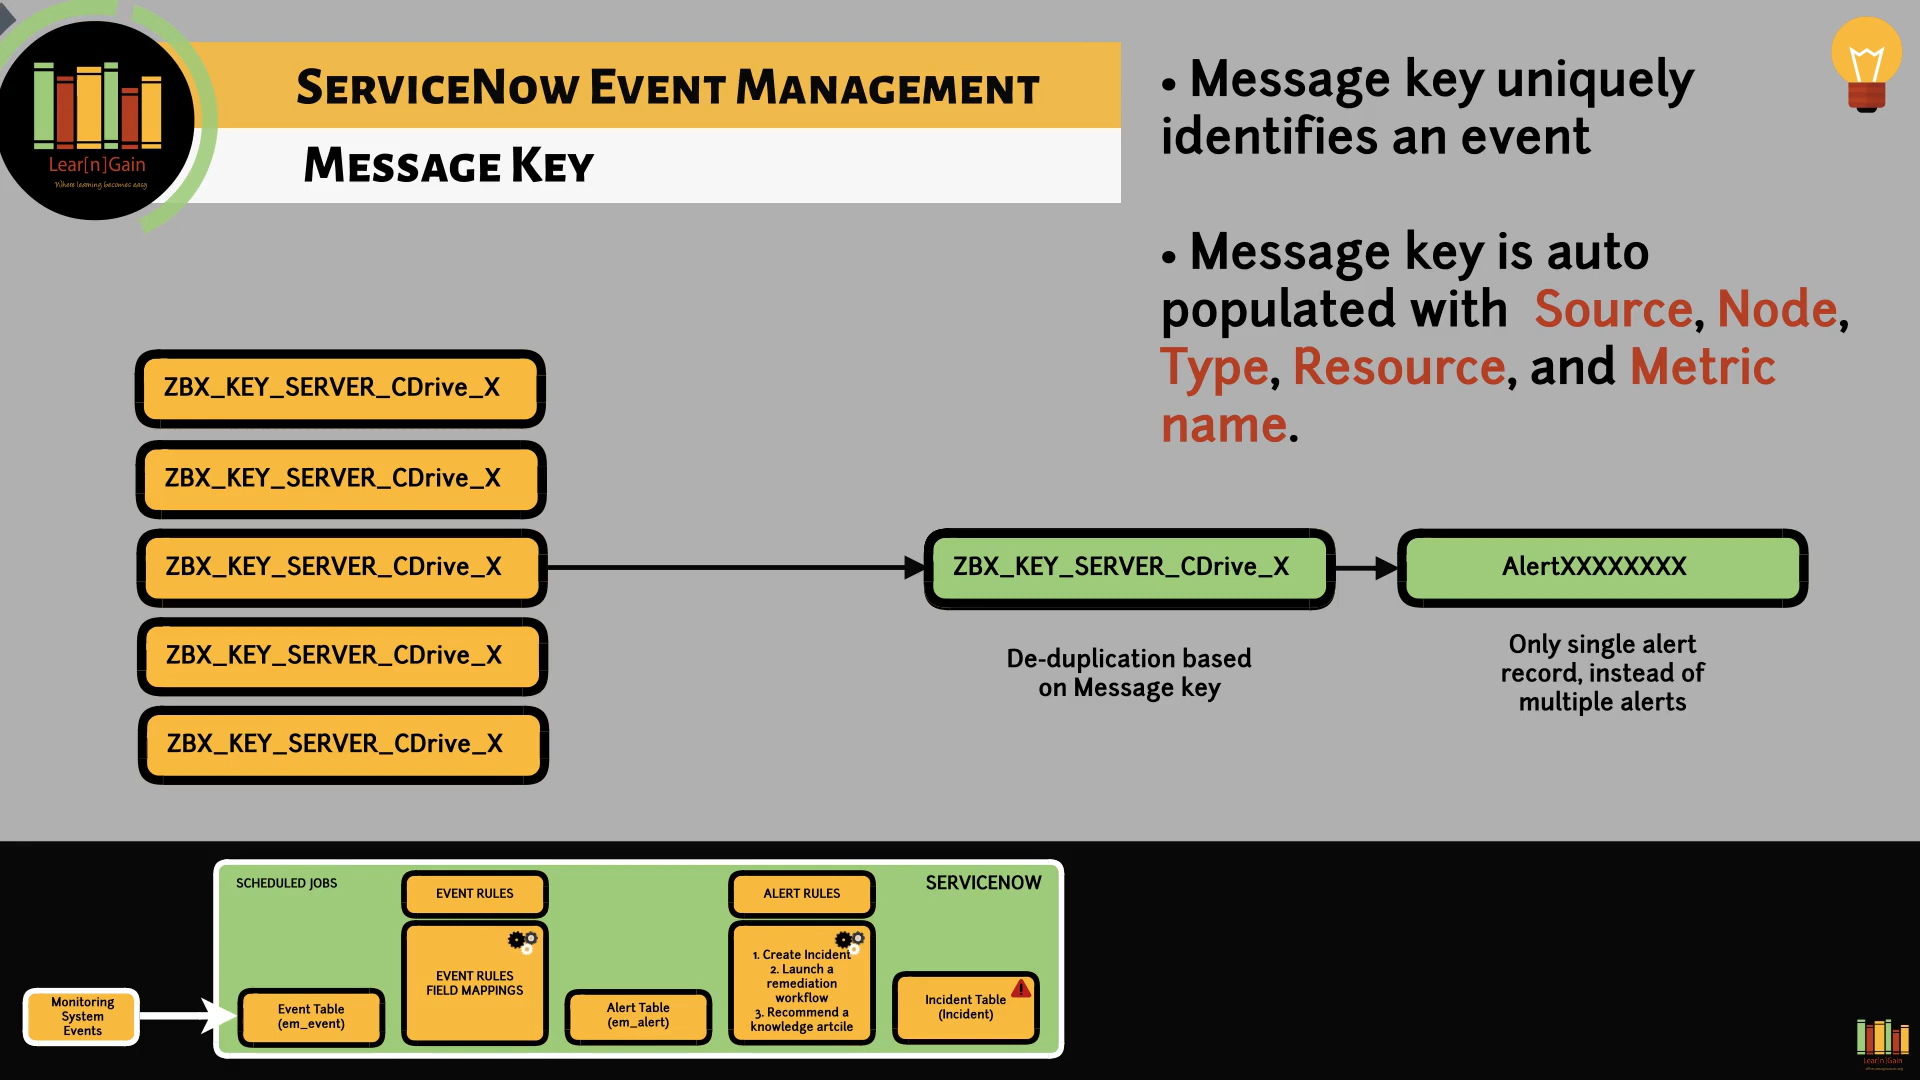 ServiceNow Event Management
Message Key
Lear[n]Gain
Where learning becomes easy
• Message key uniquely
identifies an event
• Message key is auto
populated with Source, Node,
Type, Resource, and Metric
name.
ZBX_KEY_SERVER_CDrive_X
ZBX_KEY_SERVER_CDrive_X
ZBX_KEY_SERVER_CDrive_X
ZBX_KEY_SERVER_CDrive_X
ZBX_KEY_SERVER_CDrive_X
ZBX_KEY_SERVER_CDrive_X
De-duplication based
on Message key
AlertXXXXXXXX
Only single alert
record, instead of
multiple alerts
SCHEDULED JOBS
SERVICENOW
Monitoring
System
Events
Event Table
(em_event)
EVENT RULES
EVENT RULES
FIELD MAPPINGS
Alert Table
(em_alert)
ALERT RULES
1. Create Incident
2. Launch a
remediation
workflow
3. Recommend a
knowledge artcile
Incident Table
(Incident)
Lear[n]Gain